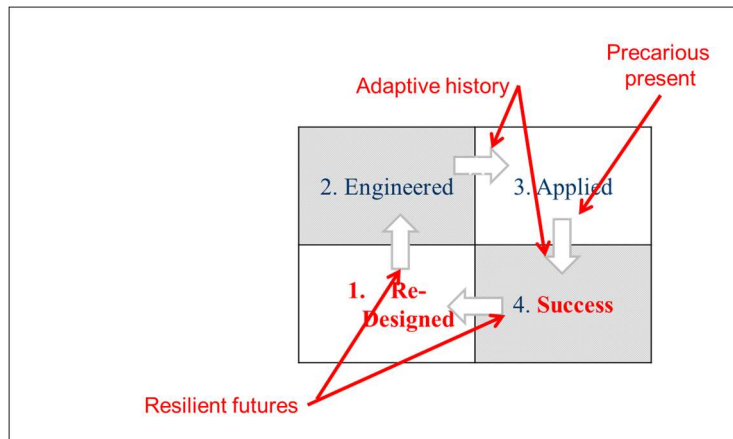 Precarious
present
Adaptive history
2. Engineered
3. Applied
1. Re-
Designed
4. Success
Resilient futures